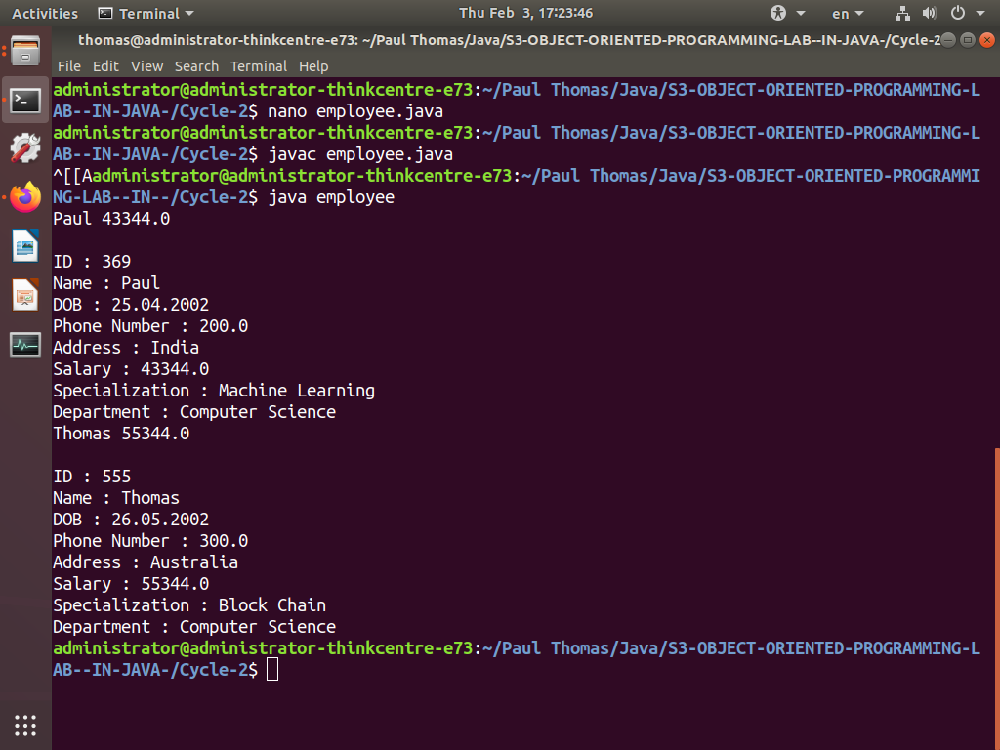 Activities Terminal Thu Feb 3, 17:23:46 en
thomas@administrator-thinkcentre-e73: ~/Paul Thomas/Java/S3-OBJECT-ORIENTED-PROGRAMMING-LAB--IN-JAVA-/Cycle-2
File Edit View Search Terminal Help
administrator@administrator-thinkcentre-e73:~/Paul Thomas/Java/S3-OBJECT-ORIENTED-PROGRAMMING-L
AB--IN-JAVA-/Cycle-2$ nano employee.java
administrator@administrator-thinkcentre-e73:~/Paul Thomas/Java/S3-OBJECT-ORIENTED-PROGRAMMING-L
AB--IN-JAVA-/Cycle-2$ javac employee.java
^[[Aadministrator@administrator-thinkcentre-e73:~/Paul Thomas/Java/S3-OBJECT-ORIENTED-PROGRAMMI
NG-LAB--IN--/Cycle-2$ java employee
Paul 43344.0
ID : 369
Name : Paul
DOB : 25.04.2002
Phone Number : 200.0
Address : India
Salary : 43344.0
Specialization : Machine Learning
Department : Computer Science
Thomas 55344.0
ID : 555
Name : Thomas
DOB : 26.05.2002
Phone Number : 300.0
Address : Australia
Salary : 55344.0
Specialization : Block Chain
Department : Computer Science
administrator@administrator-thinkcentre-e73:~/Paul Thomas/Java/S3-OBJECT-ORIENTED-PROGRAMMING-L
AB--IN-JAVA-/Cycle-2$